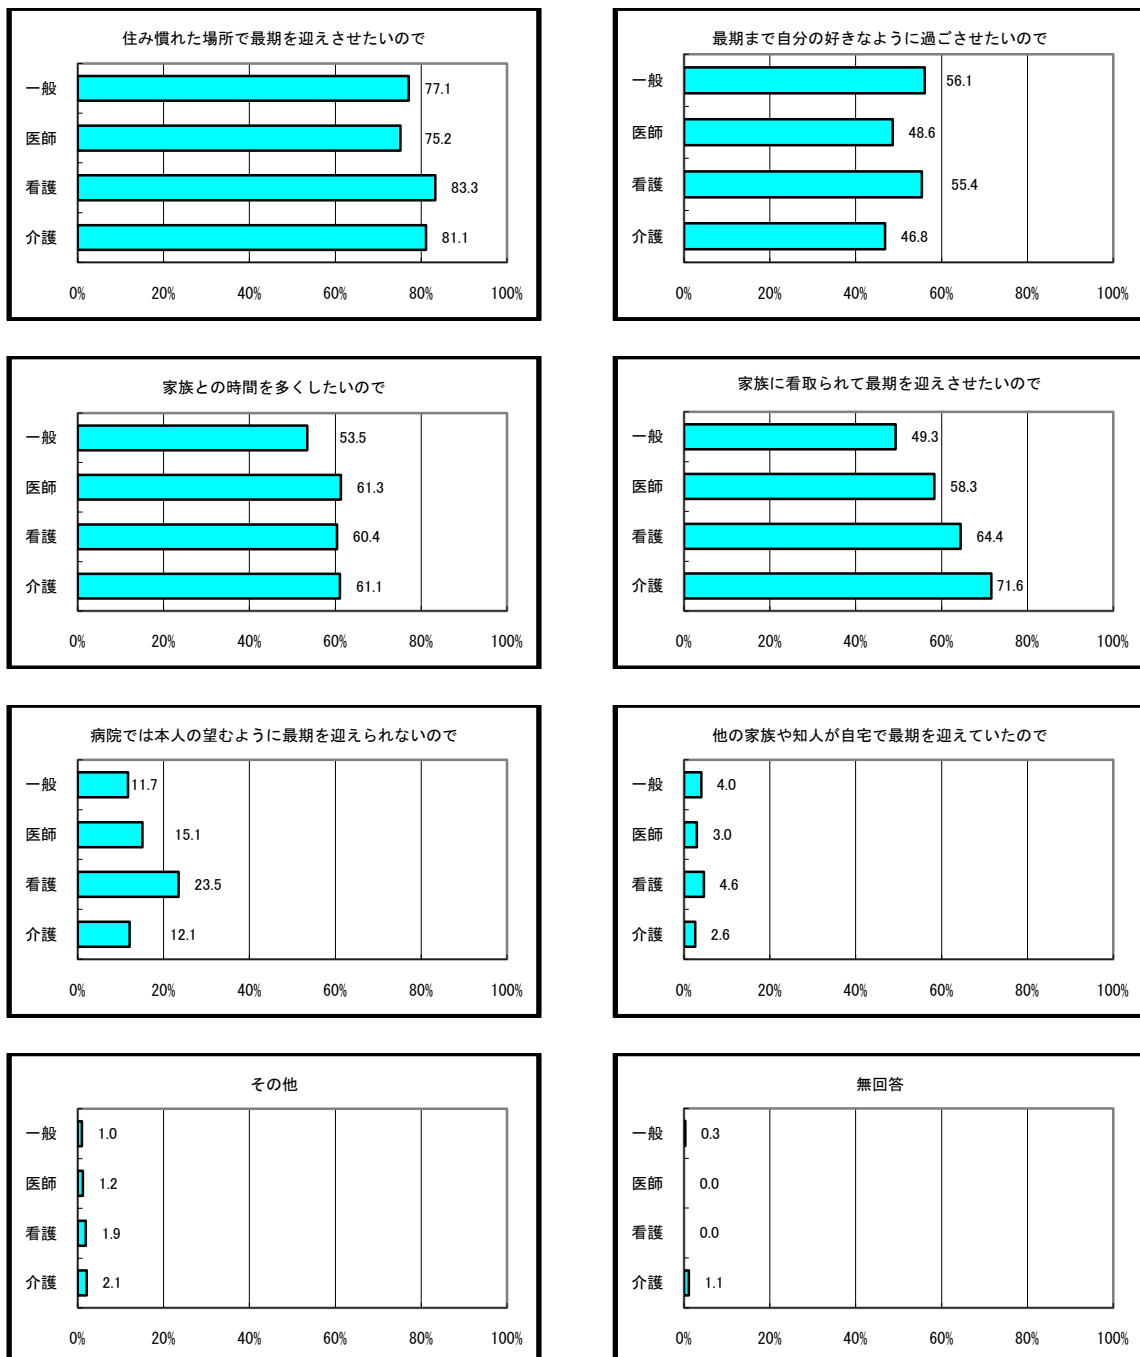 住み慣れた場所で最期を迎えさせたいので
一般 77.1
医師 75.2
看護 83.3
介護 81.1
0% 20% 40% 60% 80% 100%
最期まで自分の好きなように過ごさせたいので
一般 56.1
医師 48.6
看護 55.4
介護 46.8
0% 20% 40% 60% 80% 100%
家族との時間を多くしたいので
一般 53.5
医師 61.3
看護 60.4
介護 61.1
0% 20% 40% 60% 80% 100%
家族に看取られて最期を迎えさせたいので
一般 49.3
医師 58.3
看護 64.4
介護 71.6
0% 20% 40% 60% 80% 100%
病院では本人の望むように最期を迎えられないので
一般 11.7
医師 15.1
看護 23.5
介護 12.1
0% 20% 40% 60% 80% 100%
他の家族や知人が自宅で最期を迎えていたので
一般 4.0
医師 3.0
看護 4.6
介護 2.6
0% 20% 40% 60% 80% 100%
その他
一般 1.0
医師 1.2
看護 1.9
介護 2.1
0% 20% 40% 60% 80% 100%
無回答
一般 0.3
医師 0.0
看護 0.0
介護 1.1
0% 20% 40% 60% 80% 100%